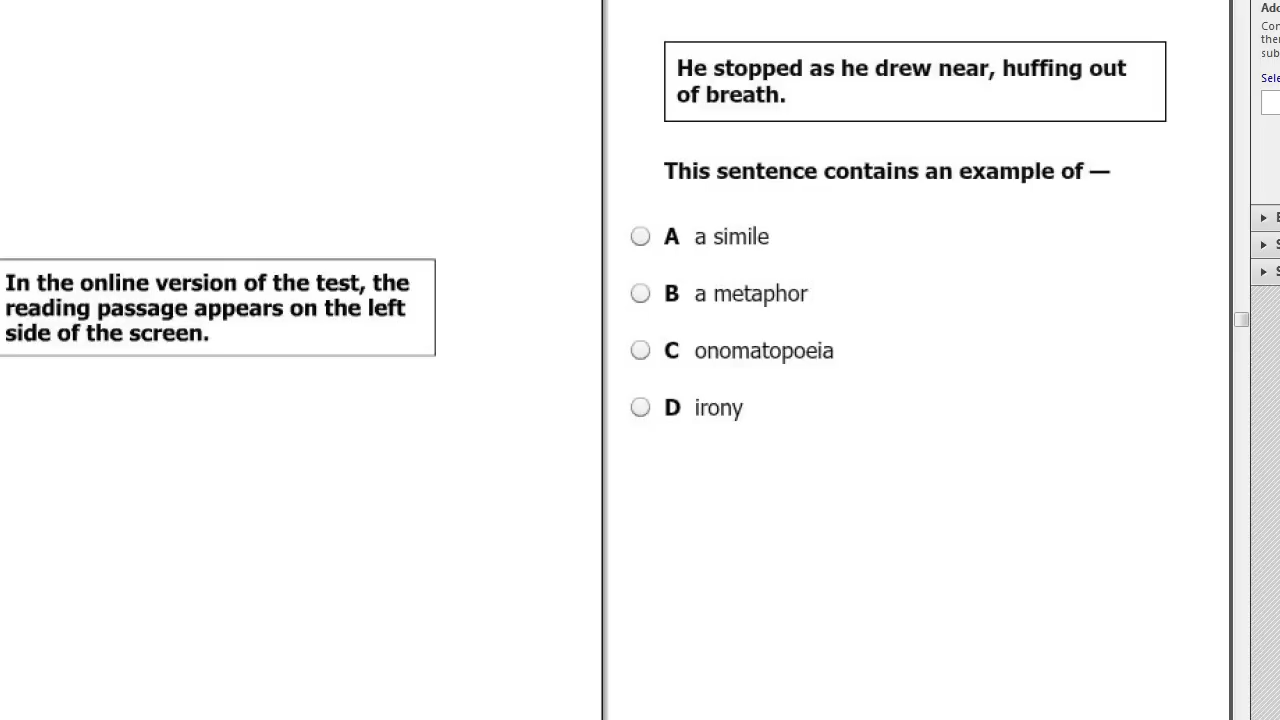 In the online version of the test, the
reading passage appears on the left
side of the screen.
He stopped as he drew near, huffing out
of breath.
This sentence contains an example of —
A a simile
B a metaphor
C onomatopoeia
D irony